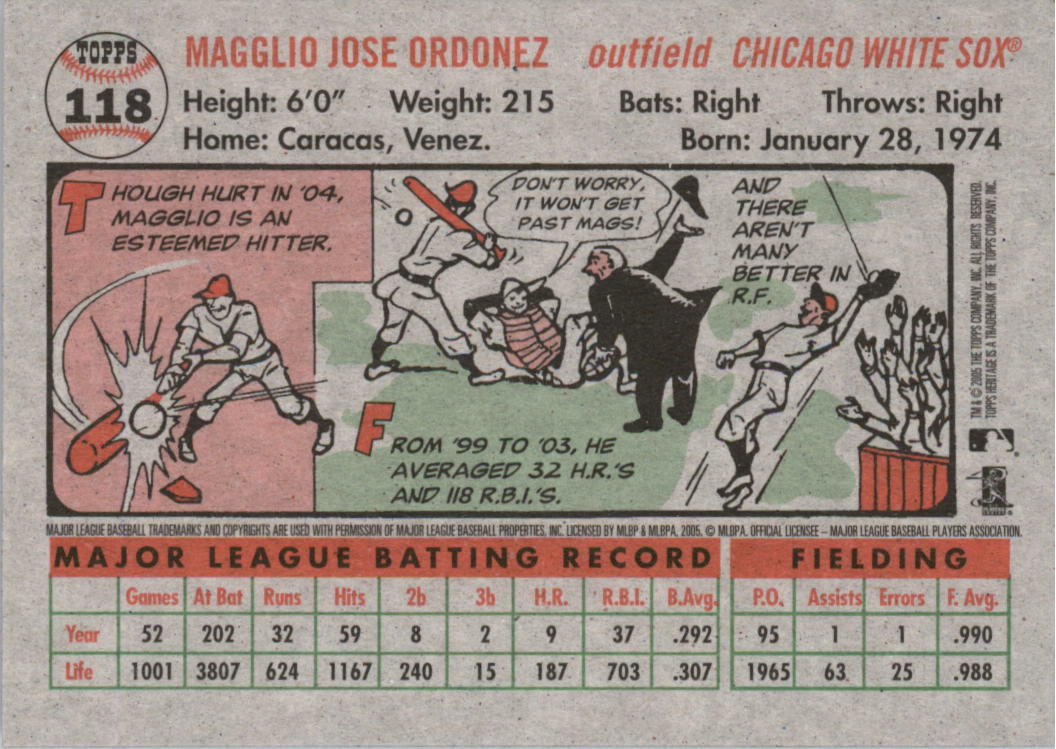 TOPPS
118
MAGGLIO JOSE ORDONEZ outfield CHICAGO WHITE SOX®
Height: 6'0" Weight: 215 Bats: Right Throws: Right
Home: Caracas, Venez. Born: January 28, 1974
THOUGH HURT IN '04,
MAGGLIO IS AN
ESTEEMED HITTER.
DON'T WORRY,
IT WON'T GET
PAST MAGS!
FROM '99 TO '03, HE
AVERAGED 32 H.R.'S
AND 118 R.B.I.'S.
AND
THERE
AREN'T
MANY
BETTER IN
R.F.
TM & © 2005 THE TOPPS COMPANY, INC. ALL RIGHTS RESERVED.
TOPPS HERITAGE IS A TRADEMARK OF THE TOPPS COMPANY, INC.
MAJOR LEAGUE BASEBALL TRADEMARKS AND COPYRIGHTS ARE USED WITH PERMISSION OF MAJOR LEAGUE BASEBALL PROPERTIES, INC. LICENSED BY MLBP & MLBPA, 2005. © MLBPA. OFFICIAL LICENSEE – MAJOR LEAGUE BASEBALL PLAYERS ASSOCIATION.
MAJOR LEAGUE BATTING RECORD FIELDING
Games At Bat Runs Hits 2b 3b H.R. R.B.I. B.Avg. P.O. Assists Errors F. Avg.
Year 52 202 32 59 8 2 9 37 .292 95 1 1 .990
Life 1001 3807 624 1167 240 15 187 703 .307 1965 63 25 .988